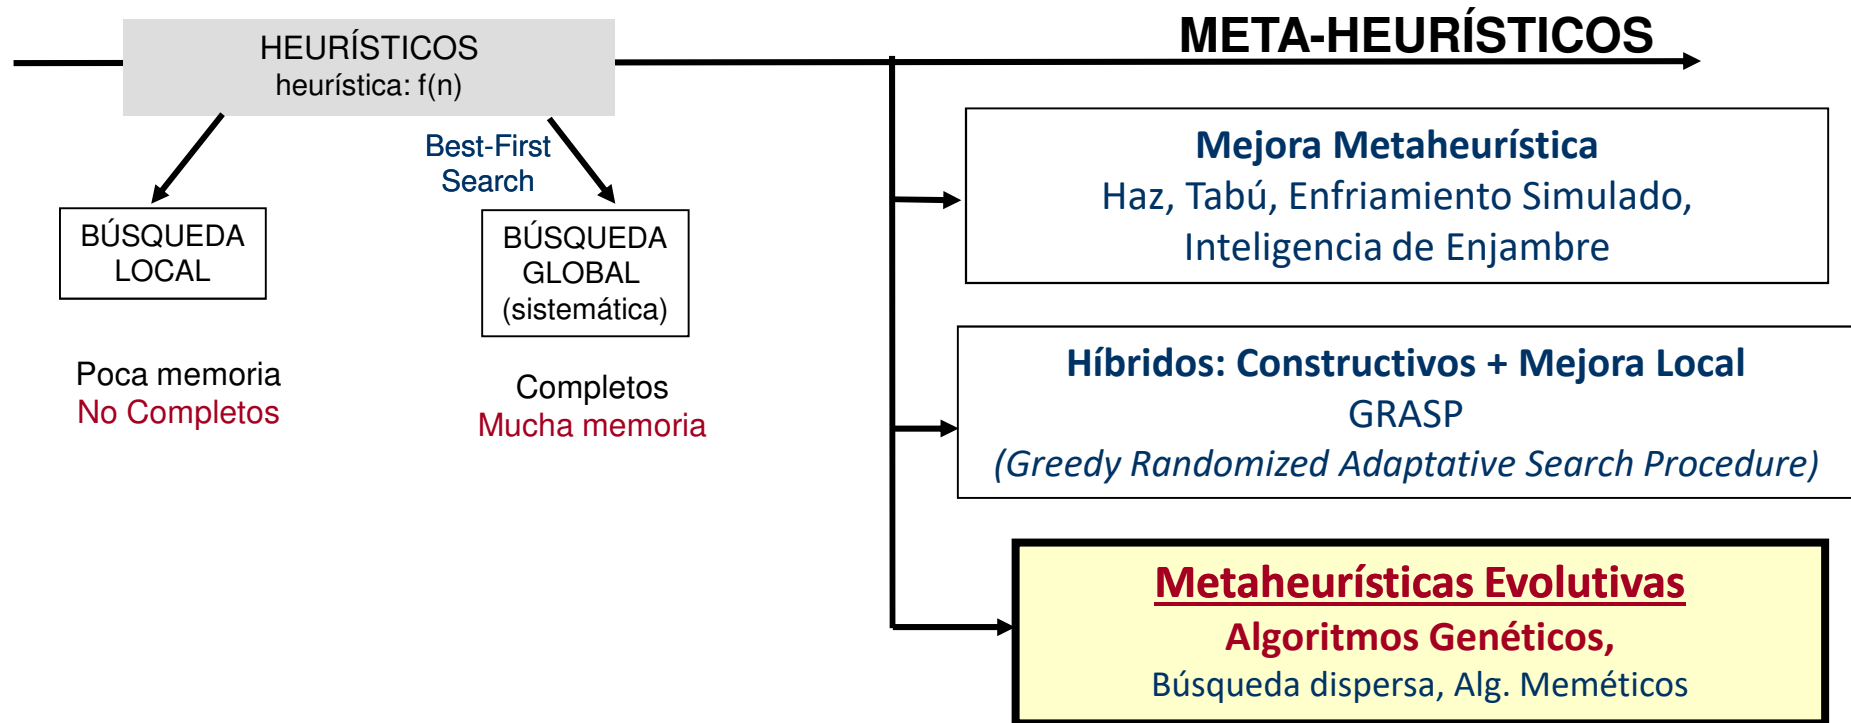 HEURÍSTICOS
heurística: f(n)
META-HEURÍSTICOS
Best-First
Search
BÚSQUEDA
LOCAL
BÚSQUEDA
GLOBAL
(sistemática)
Poca memoria
No Completos
Completos
Mucha memoria
Mejora Metaheurística
Haz, Tabú, Enfriamiento Simulado,
Inteligencia de Enjambre
Híbridos: Constructivos + Mejora Local
GRASP
(Greedy Randomized Adaptative Search Procedure)
Metaheurísticas Evolutivas
Algoritmos Genéticos,
Búsqueda dispersa, Alg. Meméticos